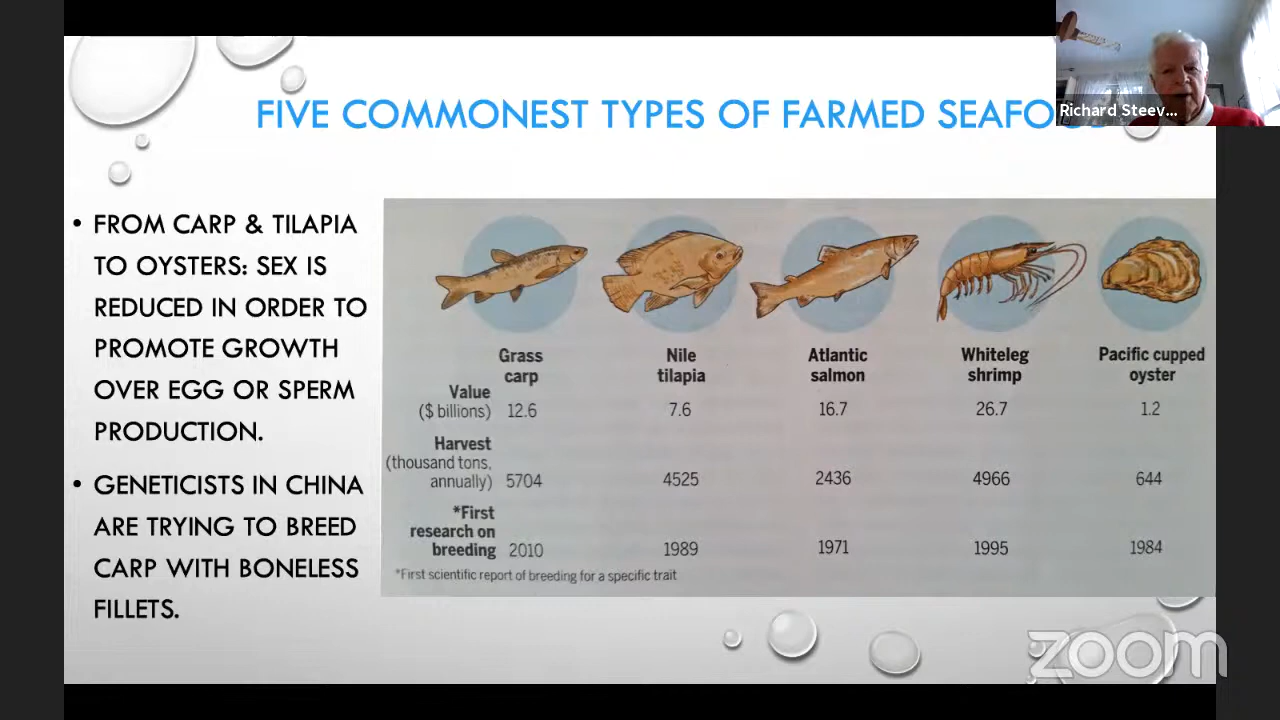 FIVE COMMONEST TYPES OF FARMED
Richard Steev...
• FROM CARP & TILAPIA
TO OYSTERS: SEX IS
REDUCED IN ORDER TO
PROMOTE GROWTH
OVER EGG OR SPERM
PRODUCTION.
• GENETICISTS IN CHINA
ARE TRYING TO BREED
CARP WITH BONELESS
FILLETS.
Grass carp
Nile tilapia
Atlantic salmon
Whiteleg shrimp
Pacific cupped oyster
Value
($ billions) 12.6 7.6 16.7 26.7 1.2
Harvest
(thousand tons,
annually) 5704 4525 2436 4966 644
*First
research on
breeding 2010 1989 1971 1995 1984
*First scientific report of breeding for a specific trait
zoom